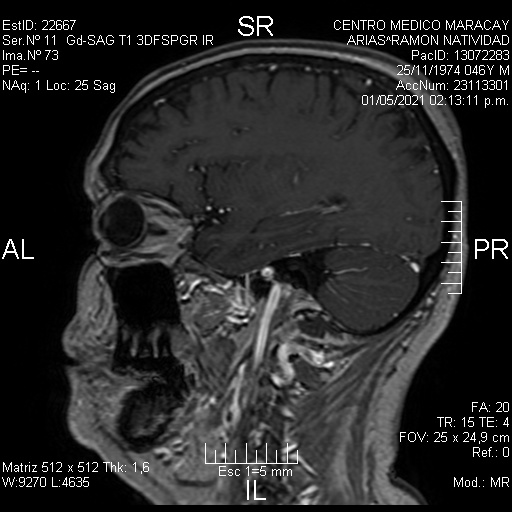 EstID: 22667
Ser.Nº 11 Gd-SAG T1 3DFSPGR IR
Ima.Nº 73
PE= --
NAq: 1 Loc: 25 Sag
SR
CENTRO MEDICO MARACAY
ARIAS^RAMON NATIVIDAD
PacID: 13072283
25/11/1974 046Y M
AccNum: 23113301
01/05/2021 02:13:11 p.m.
AL
PR
FA: 20
TR: 15 TE: 4
FOV: 25 x 24,9 cm
Ref.: 0
Mod.: MR
Matriz 512 x 512 Thk: 1,6
W:9270 L:4635
Esc 1=5 mm
IL